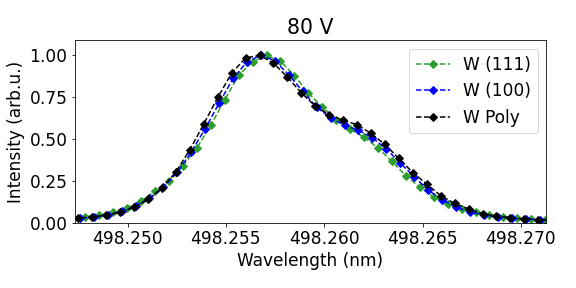 80 V
Intensity (arb.u.)
1.00
0.75
0.50
0.25
0.00
W (111)
W (100)
W Poly
498.250 498.255 498.260 498.265 498.270
Wavelength (nm)